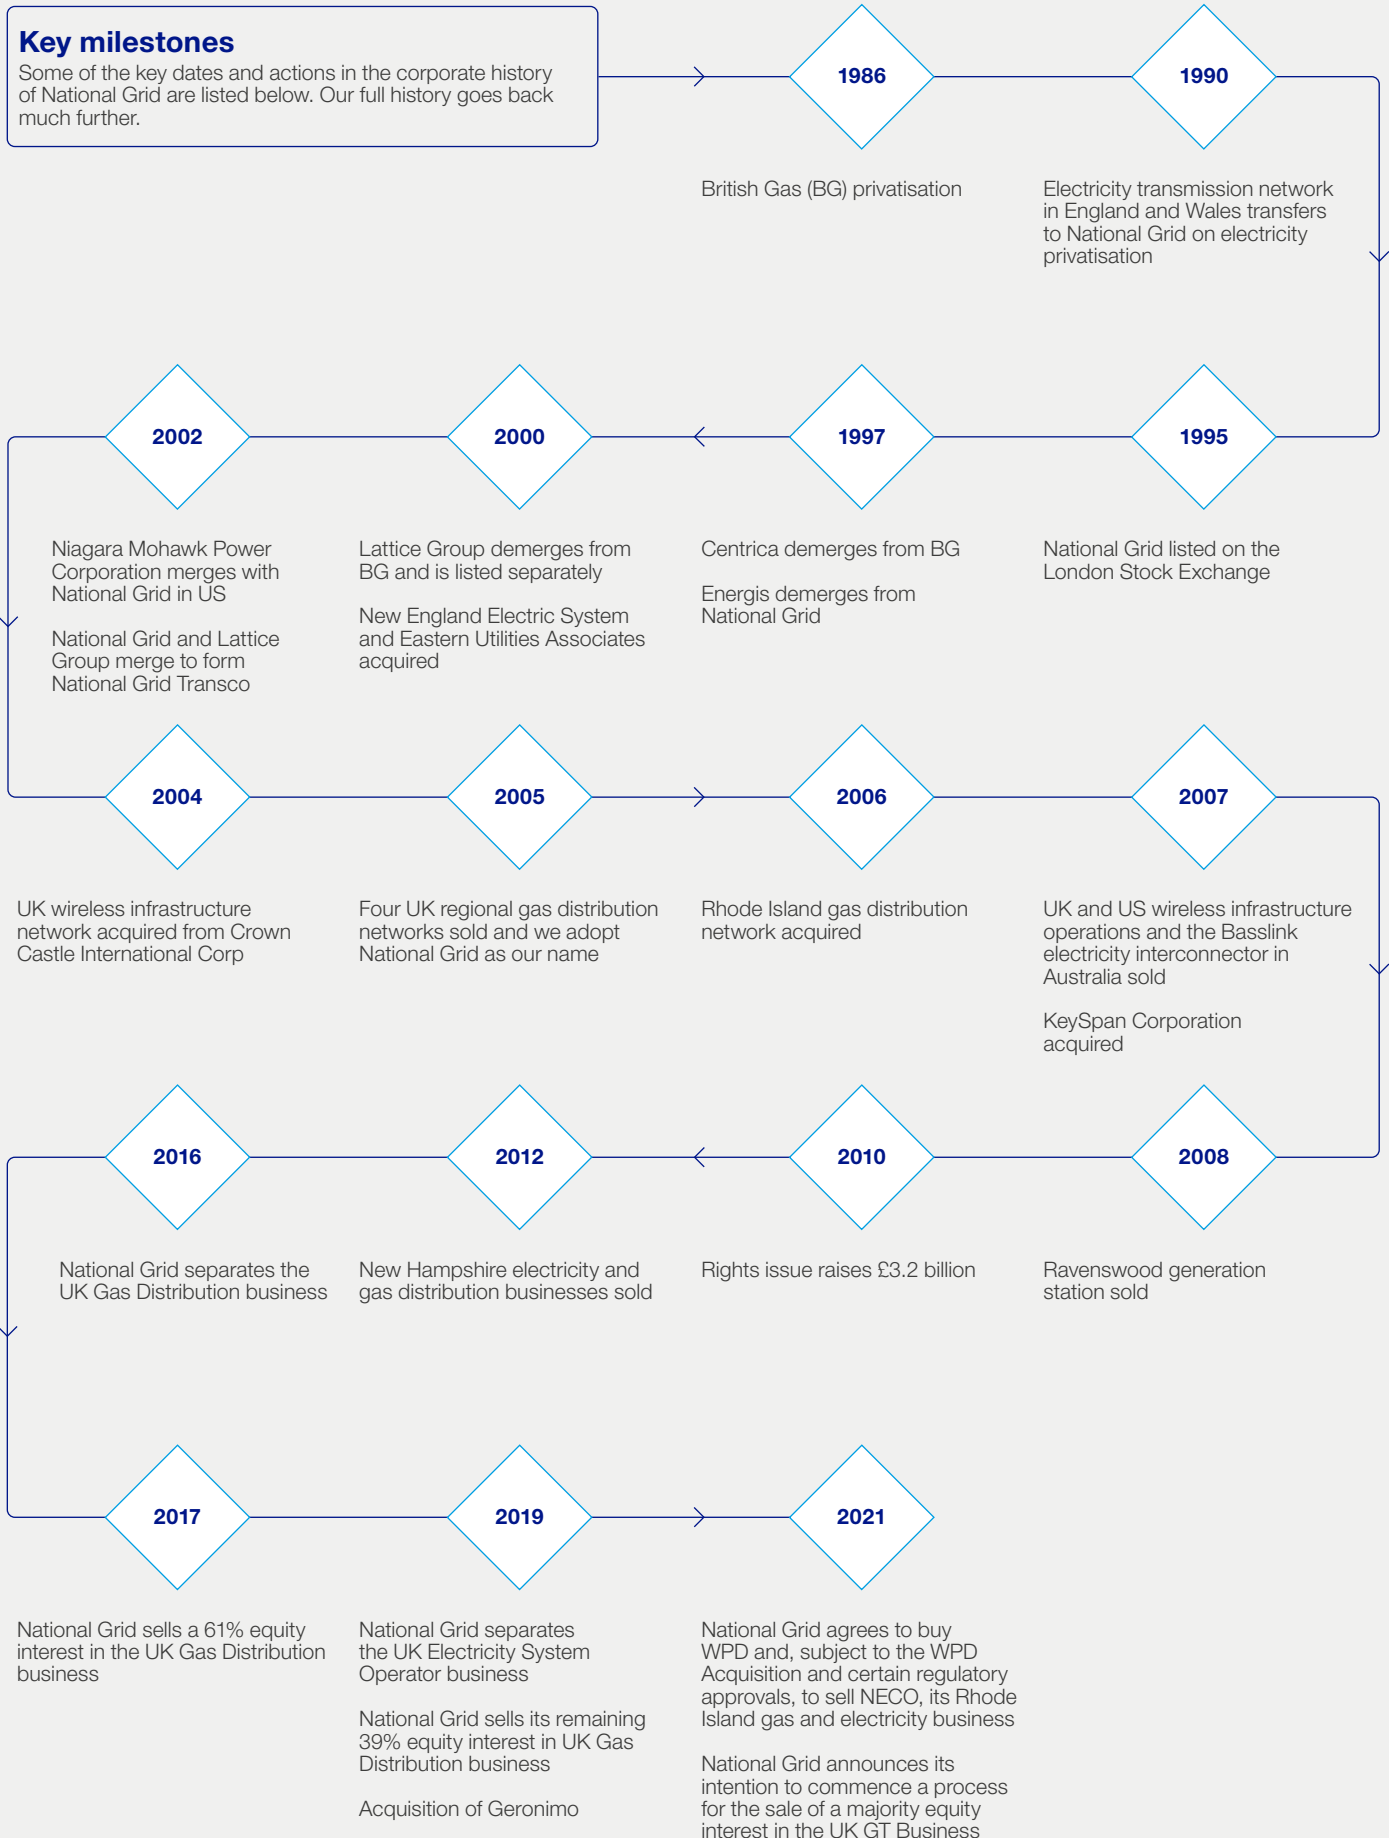 Key milestones
Some of the key dates and actions in the corporate history
of National Grid are listed below. Our full history goes back
much further.
1986
British Gas (BG) privatisation
1990
Electricity transmission network
in England and Wales transfers
to National Grid on electricity
privatisation
1995
National Grid listed on the
London Stock Exchange
1997
Centrica demerges from BG
Energis demerges from
National Grid
2000
Lattice Group demerges from
BG and is listed separately
New England Electric System
and Eastern Utilities Associates
acquired
2002
Niagara Mohawk Power
Corporation merges with
National Grid in US
National Grid and Lattice
Group merge to form
National Grid Transco
2004
UK wireless infrastructure
network acquired from Crown
Castle International Corp
2005
Four UK regional gas distribution
networks sold and we adopt
National Grid as our name
2006
Rhode Island gas distribution
network acquired
2007
UK and US wireless infrastructure
operations and the Basslink
electricity interconnector in
Australia sold
KeySpan Corporation
acquired
2008
Ravenswood generation
station sold
2010
Rights issue raises £3.2 billion
2012
New Hampshire electricity and
gas distribution businesses sold
2016
National Grid separates the
UK Gas Distribution business
2017
National Grid sells a 61% equity
interest in the UK Gas Distribution
business
2019
National Grid separates
the UK Electricity System
Operator business
National Grid sells its remaining
39% equity interest in UK Gas
Distribution business
Acquisition of Geronimo
2021
National Grid agrees to buy
WPD and, subject to the WPD
Acquisition and certain regulatory
approvals, to sell NECO, its Rhode
Island gas and electricity business
National Grid announces its
intention to commence a process
for the sale of a majority equity
interest in the UK GT Business